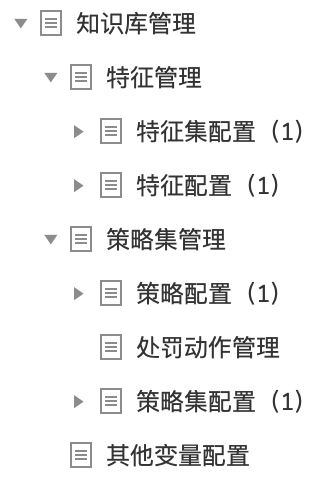 知识库管理
特征管理
特征集配置（1）
特征配置（1）
策略集管理
策略配置（1）
处罚动作管理
策略集配置（1）
其他变量配置